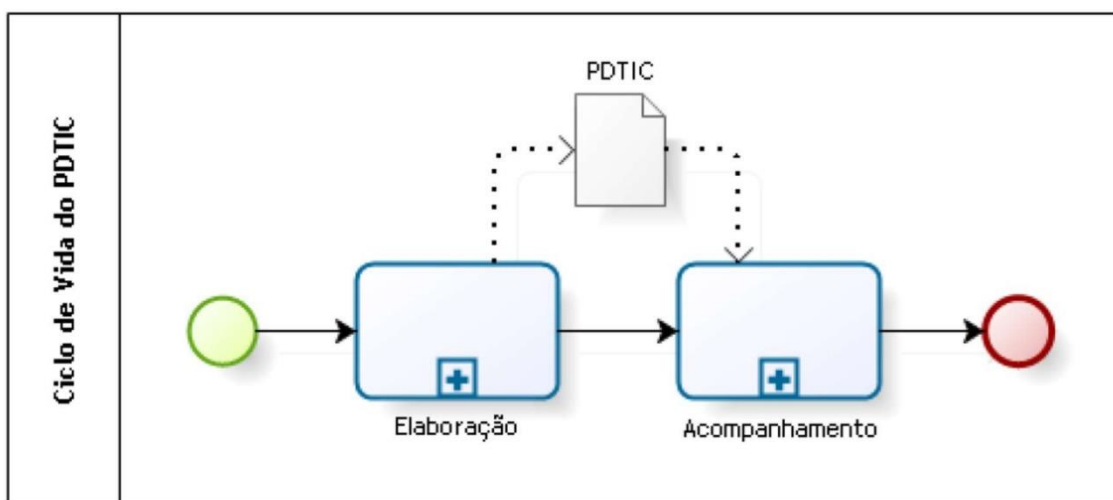 Ciclo de Vida do PDTIC
PDTIC
Elaboração
Acompanhamento